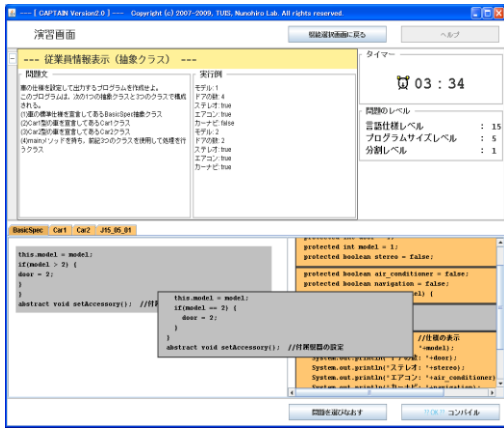 --- [ CAPTAIN Version2.0 ] --- Copyright (c) 2007-2009, TUIS, Nunohiro Lab. All rights reserved.
演習画面
機能選択画面に戻る
ヘルプ
--- 従業員情報表示（抽象クラス） ---
問題文
車の仕様を設定して出力するプログラムを作成せよ。
このプログラムは、次の1つの抽象クラスと3つのクラスで構成
される。
(1)車の標準仕様を宣言してあるBasicSpec抽象クラス
(2)Car1型の車を宣言してあるCar1クラス
(3)Car2型の車を宣言してあるCar2クラス
(4)mainメソッドを持ち、前記3つのクラスを使用して処理を行
うクラス
実行例
モデル: 1
ドアの数: 4
ステレオ: true
エアコン: true
カーナビ: false
モデル: 2
ドアの数: 2
ステレオ: true
エアコン: true
カーナビ: true
タイマー
03 : 34
問題のレベル
言語仕様レベル : 15
プログラムサイズレベル : 5
分割レベル : 1
BasicSpec Car1 Car2 J15_05_01
this.model = model;
if(model > 2) {
door = 2;
}
}
abstract void setAccessory(); //付
this.model = model;
if(model == 2) {
door = 2;
}
}
abstract void setAccessory(); //付属機器の設定
protected int model = 1;
protected boolean stereo = false;
protected boolean air_conditioner = false;
protected boolean navigation = false;
el) {
//仕様の表示
"+model);
"+door);
System.out.println("ステレオ: "+stereo);
System.out.println("エアコン: "+air_conditioner)
問題を選びなおす
!!OK!! コンパイル